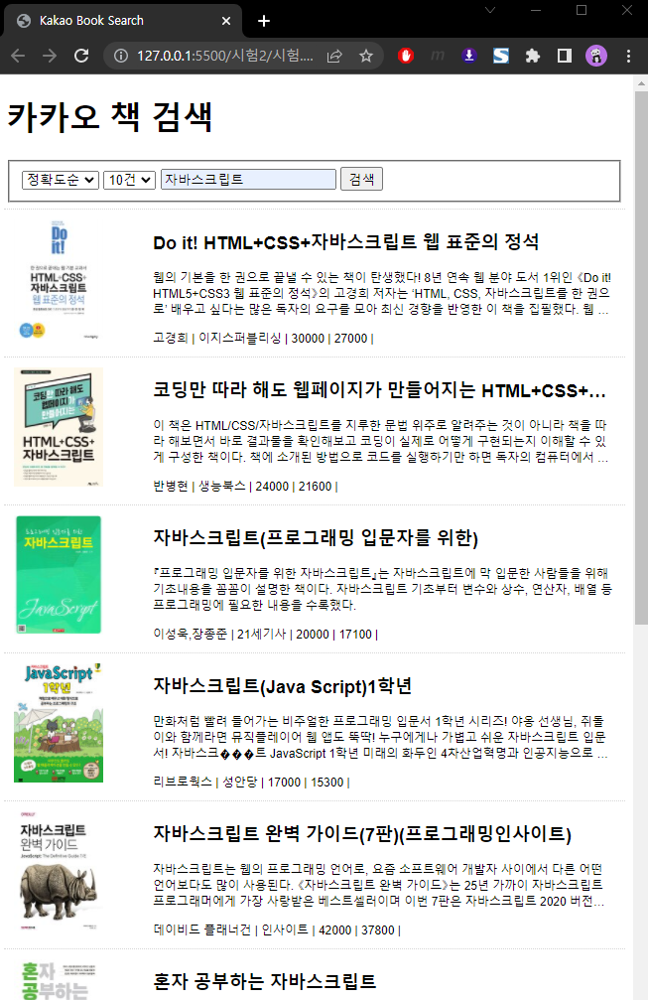 Kakao Book Search
127.0.0.1:5500/시험2/시험....
카카오 책 검색
정확도순 10건 자바스크립트 검색
Do it!
한 권으로 끝내는 웹 기본 교과서
HTML+CSS+
자바스크립트
웹 표준의 정석
Do it! HTML+CSS+자바스크립트 웹 표준의 정석
웹의 기본을 한 권으로 끝낼 수 있는 책이 탄생했다! 8년 연속 웹 분야 도서 1위인 《Do it!
HTML5+CSS3 웹 표준의 정석》의 고경희 저자는 ‘HTML, CSS, 자바스크립트를 한 권으
로’ 배우고 싶다는 많은 독자의 요구를 모아 최신 경향을 반영한 이 책을 집필했다. 웹 ...
고경희 | 이지스퍼블리싱 | 30000 | 27000 |
코딩만 따라 해도
웹페이지가
만들어지는
HTML+CSS+
자바스크립트
코딩만 따라 해도 웹페이지가 만들어지는 HTML+CSS+...
이 책은 HTML/CSS/자바스크립트를 지루한 문법 위주로 알려주는 것이 아니라 책을 따
라 해보면서 바로 결과물을 확인해보고 코딩이 실제로 어떻게 구현되는지 이해할 수 있
게 구성한 책이다. 책에 소개된 방법으로 코드를 실행하기만 하면 독자의 컴퓨터에서 ...
반병현 | 생능북스 | 24000 | 21600 |
프로그래밍 입문자를 위한
자바스크립트
JavaScript
자바스크립트(프로그래밍 입문자를 위한)
『프로그래밍 입문자를 위한 자바스크립트』는 자바스크립트에 막 입문한 사람들을 위해
기초내용을 꼼꼼이 설명한 책이다. 자바스크립트 기초부터 변수와 상수, 연산자, 배열 등
프로그래밍에 필요한 내용을 수록했다.
이성욱,장종준 | 21세기사 | 20000 | 17100 |
JavaScript
1학년
자바스크립트(Java Script)1학년
만화처럼 빨려 들어가는 비주얼한 프로그래밍 입문서 1학년 시리즈! 야옹 선생님, 쥐돌
이와 함께라면 뮤직플레이어 웹 앱도 뚝딱! 누구에게나 가볍고 쉬운 자바스크립트 입문
서! 자바스크���트 JavaScript 1학년 미래의 화두인 4차산업혁명과 인공지능으로 ...
리브로웍스 | 성안당 | 17000 | 15300 |
O'REILLY
자바스크립트
완벽 가이드
JavaScript: The Definitive Guide 7/E
자바스크립트 완벽 가이드(7판)(프로그래밍인사이트)
자바스크립트는 웹의 프로그래밍 언어로, 요즘 소프트웨어 개발자 사이에서 다른 어떤
언어보다도 많이 사용된다. 《자바스크립트 완벽 가이드》는 25년 가까이 자바스크립트
프로그래머에게 가장 사랑받은 베스트셀러이며 이번 7판은 자바스크립트 2020 버전...
데이비드 플래너건 | 인사이트 | 42000 | 37800 |
혼자
공부하는
혼자 공부하는 자바스크립트